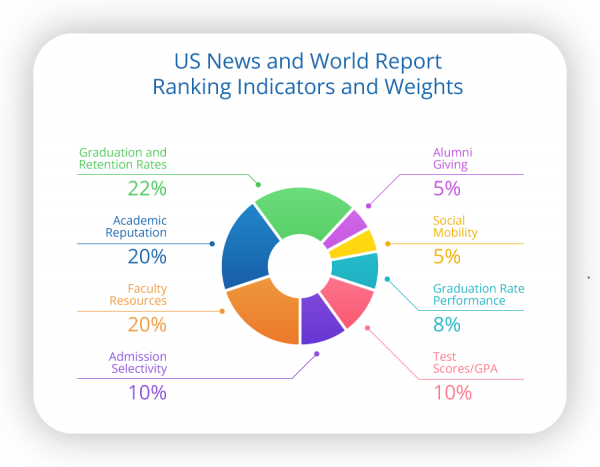 US News and World Report
Ranking Indicators and Weights
Graduation and
Retention Rates
22%
Academic
Reputation
20%
Faculty
Resources
20%
Admission
Selectivity
10%
Alumni
Giving
5%
Social
Mobility
5%
Graduation Rate
Performance
8%
Test
Scores/GPA
10%